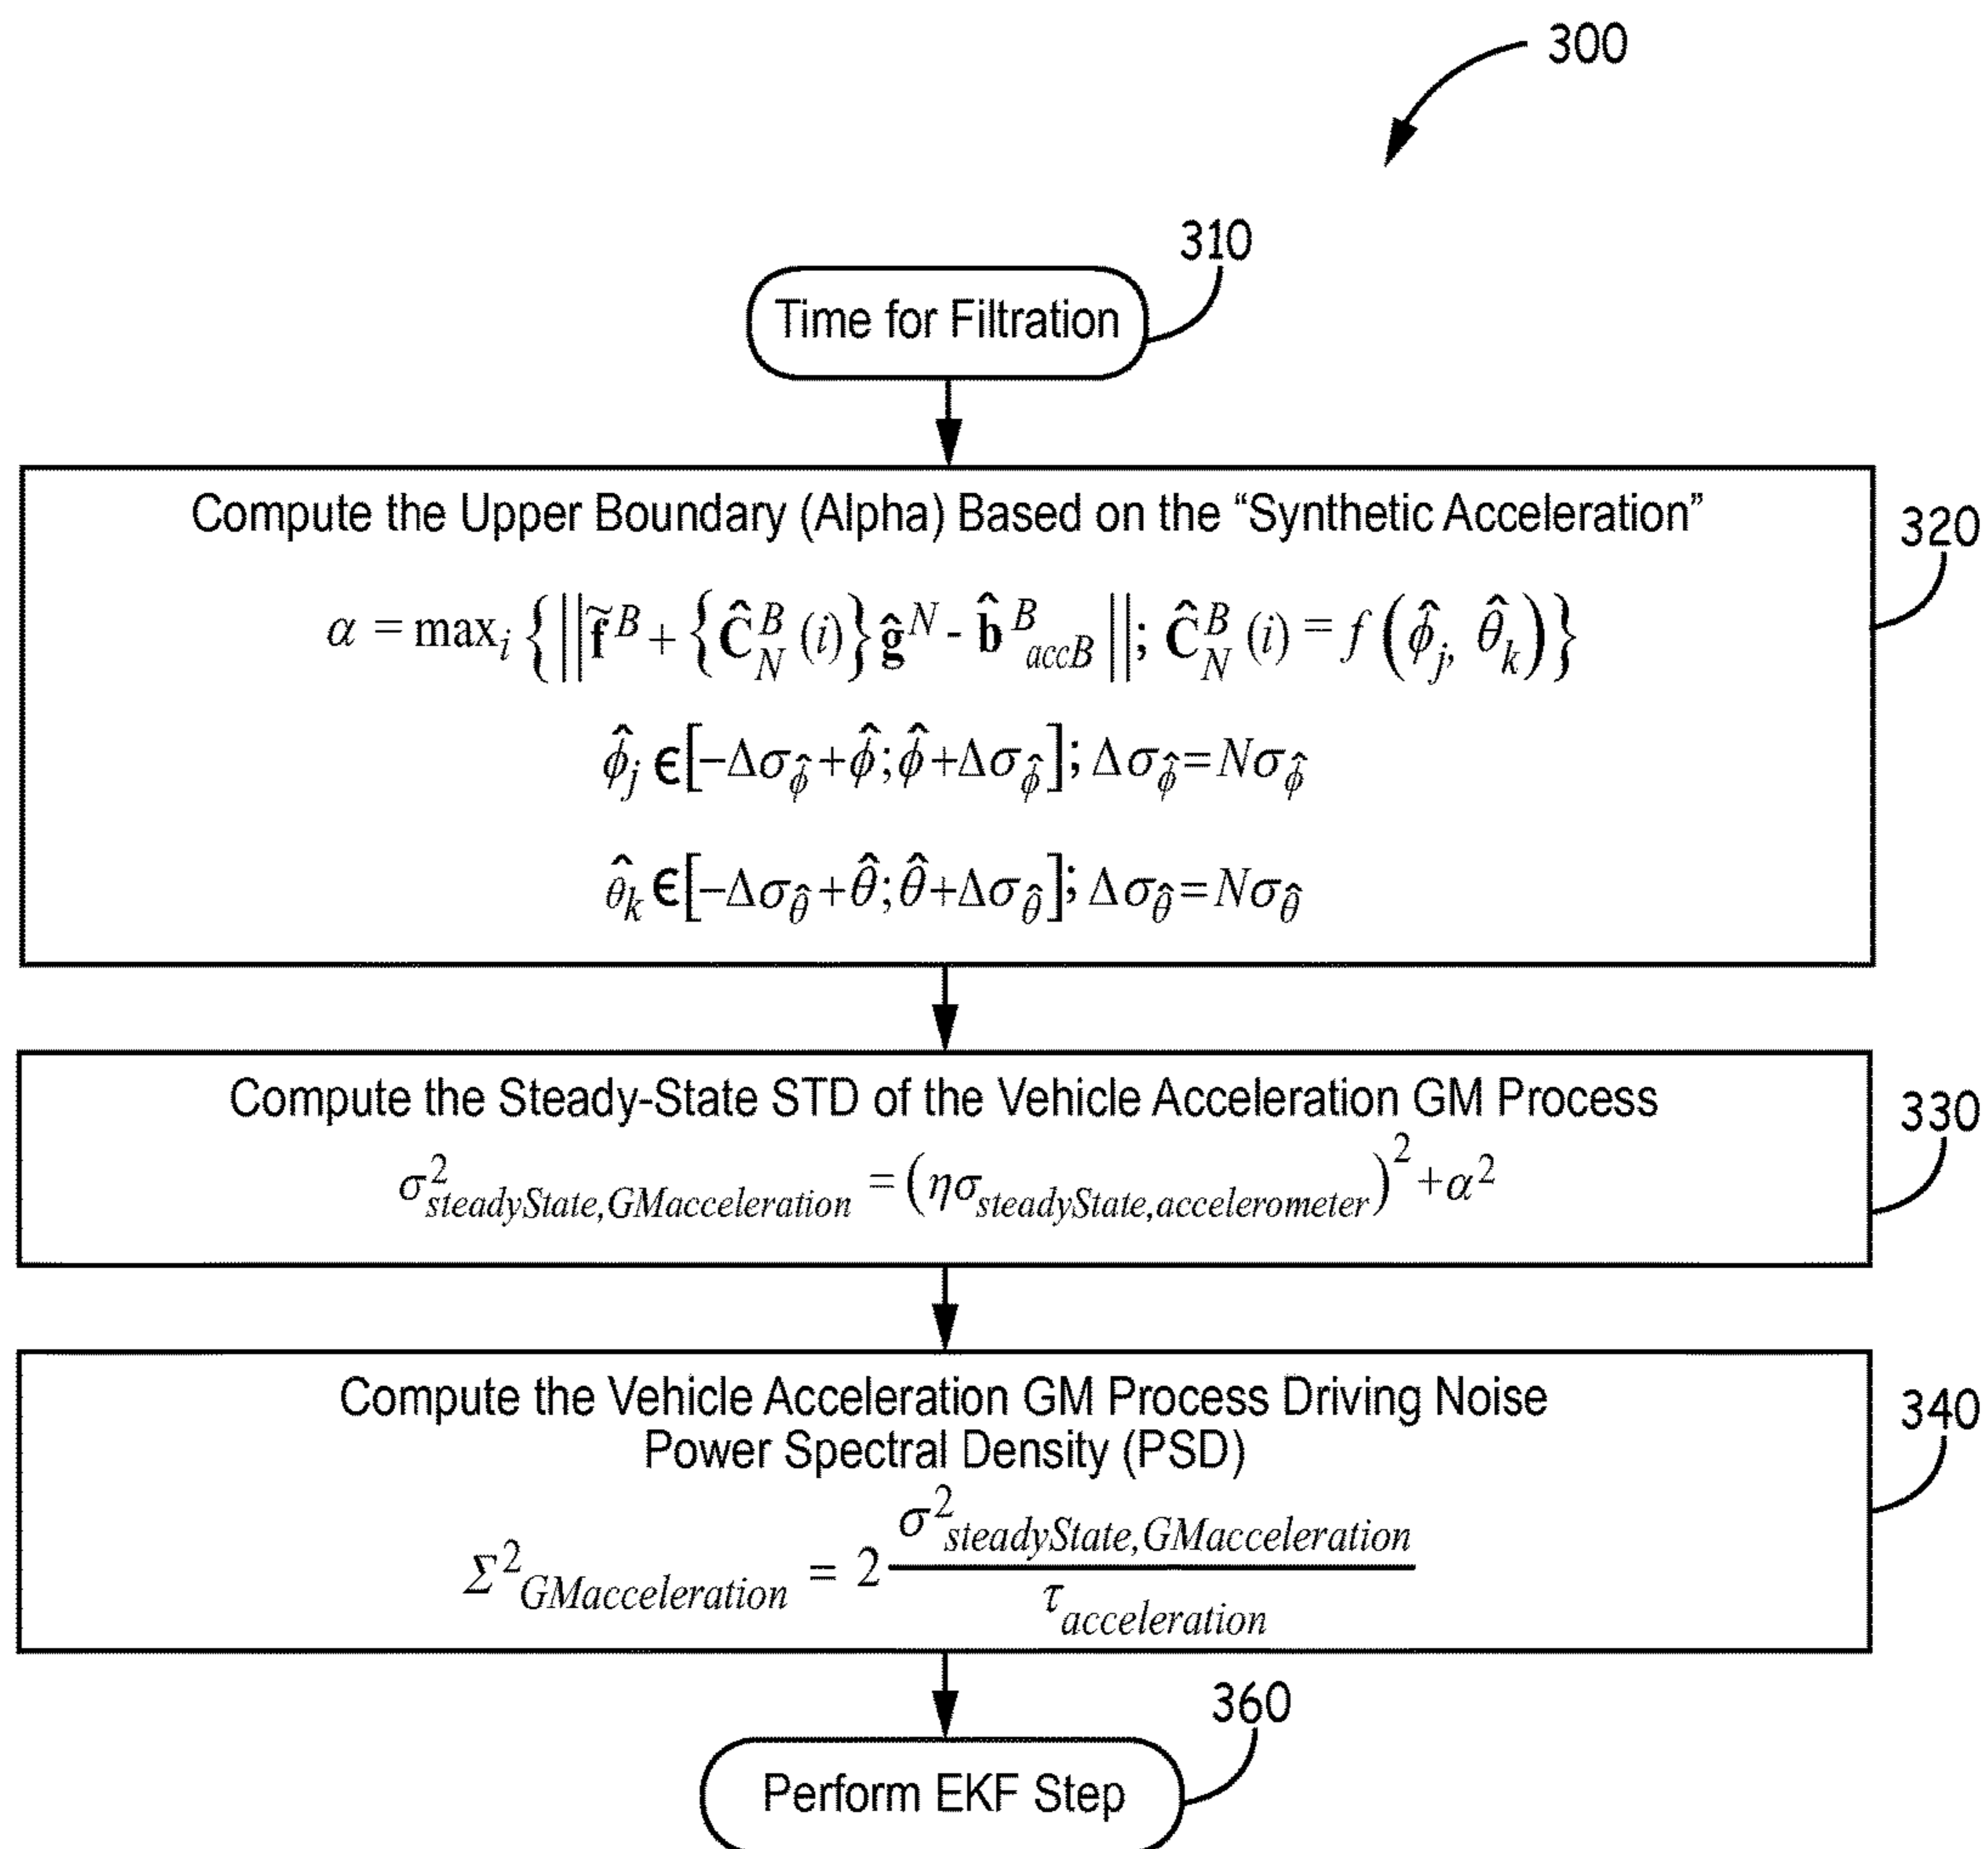 300
310
Time for Filtration
Compute the Upper Boundary (Alpha) Based on the “Synthetic Acceleration”
320
α = max_i { || f̃^B + { Ĉ_N^B (i) } ĝ^N - b̂^B_accB || ; Ĉ_N^B (i) = f ( ϕ̂_j, θ̂_k ) }
ϕ̂_j ϵ [ −Δσ_ϕ̂ + ϕ̂ ; ϕ̂ + Δσ_ϕ̂ ] ; Δσ_ϕ̂ = Nσ_ϕ̂
θ̂_k ϵ [ −Δσ_θ̂ + θ̂ ; θ̂ + Δσ_θ̂ ] ; Δσ_θ̂ = Nσ_θ̂
Compute the Steady-State STD of the Vehicle Acceleration GM Process
330
σ²_steadyState,GMacceleration = ( ησ_steadyState,accelerometer )² + α²
Compute the Vehicle Acceleration GM Process Driving Noise
340
Power Spectral Density (PSD)
Σ²_GMacceleration = 2 σ²_steadyState,GMacceleration / τ_acceleration
360
Perform EKF Step